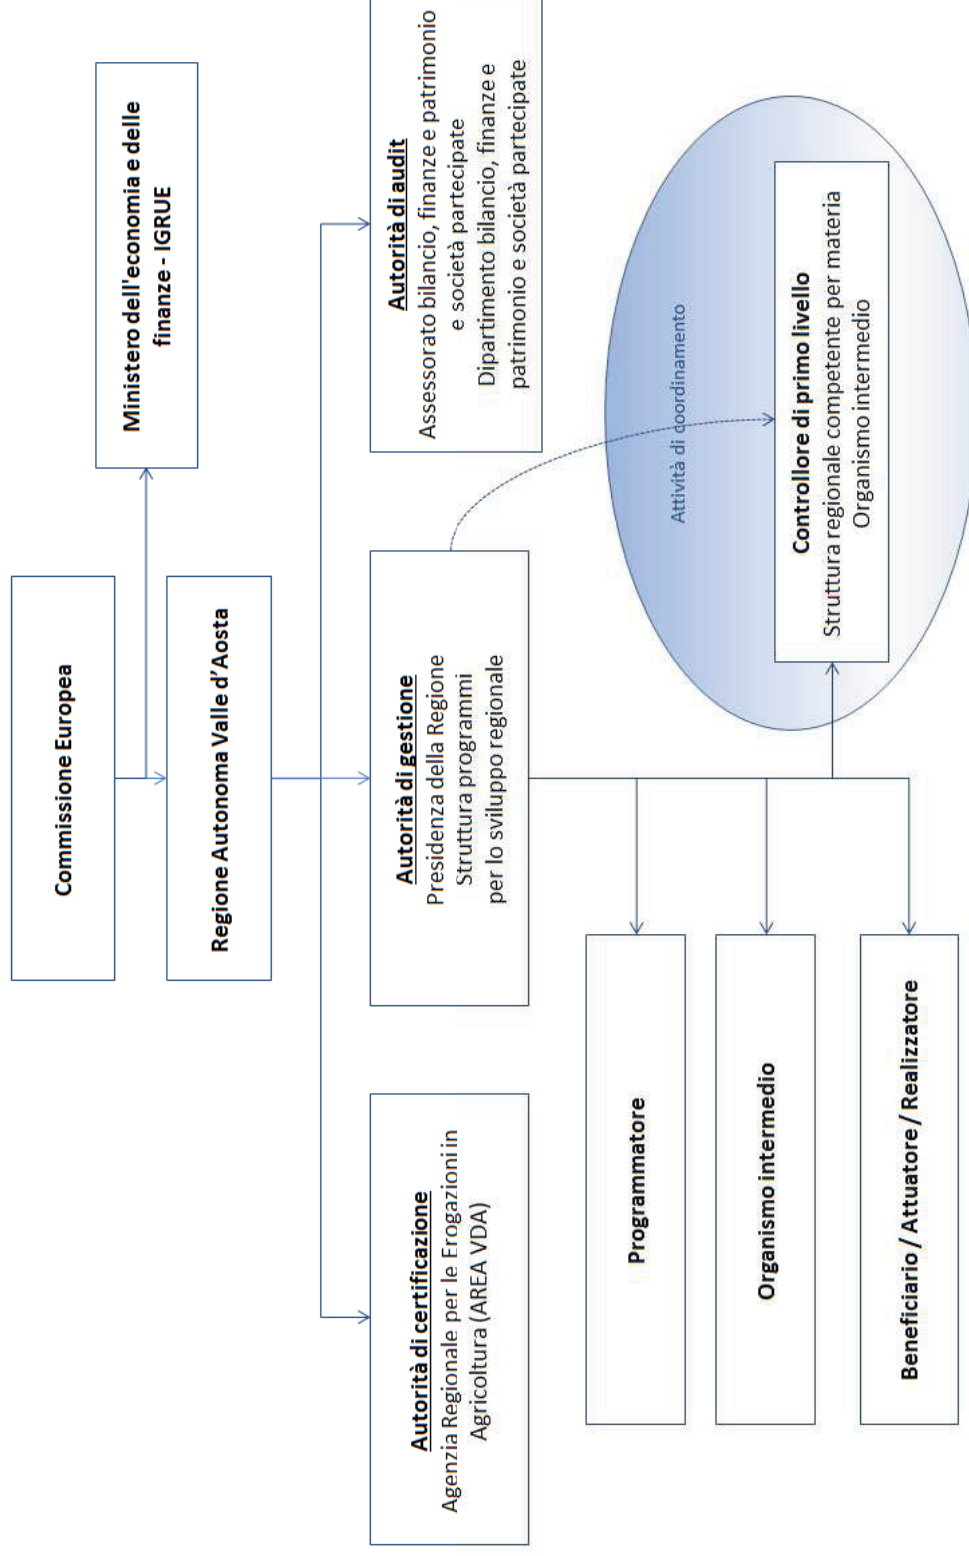 Commissione Europea
Ministero dell'economia e delle
finanze - IGRUE
Regione Autonoma Valle d'Aosta
Autorità di certificazione
Agenzia Regionale per le Erogazioni in
Agricoltura (AREA VDA)
Autorità di gestione
Presidenza della Regione
Struttura programmi
per lo sviluppo regionale
Autorità di audit
Assessorato bilancio, finanze e patrimonio
e società partecipate
Dipartimento bilancio, finanze e
patrimonio e società partecipate
Programmatore
Organismo intermedio
Beneficiario / Attuatore / Realizzatore
Attività di coordinamento
Controllore di primo livello
Struttura regionale competente per materia
Organismo intermedio